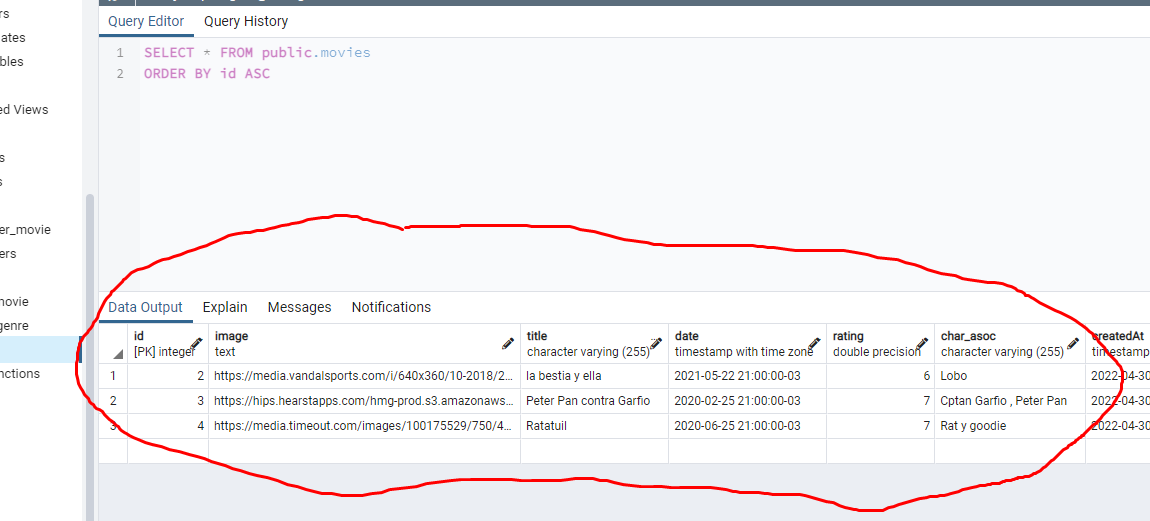 Query Editor Query History
1 SELECT * FROM public.movies
2 ORDER BY id ASC
ed Views
er_movie
Data Output Explain Messages Notifications
id image title date rating char_asoc createdAt
[PK] integer text character varying (255) timestamp with time zone double precision character varying (255) timestamp
1 2 https://media.vandalsports.com/i/640x360/10-2018/2... la bestia y ella 2021-05-22 21:00:00-03 6 Lobo 2022-04-30
2 3 https://hips.hearstapps.com/hmg-prod.s3.amazonaws... Peter Pan contra Garfio 2020-02-25 21:00:00-03 7 Cptan Garfio , Peter Pan 2022-04-30
3 4 https://media.timeout.com/images/100175529/750/4... Ratatuil 2020-06-25 21:00:00-03 7 Rat y goodie 2022-04-30
rs
ates
bles
s
s
ers
movie
genre
nctions